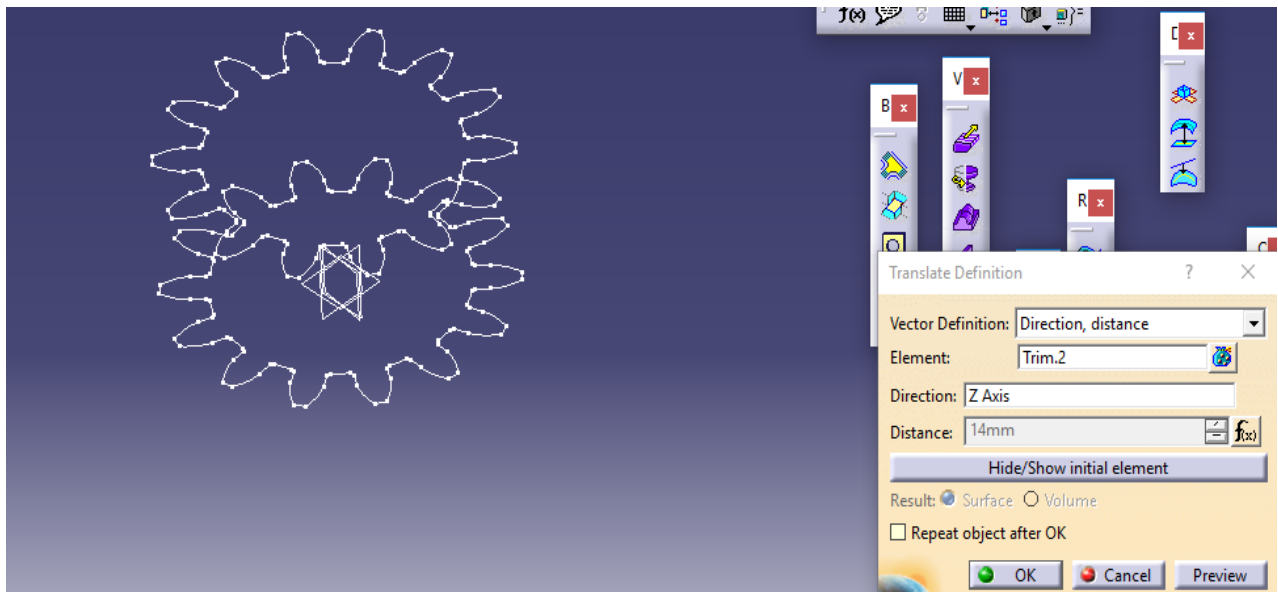 f(x)
D x
V x
B x
R x
C
Translate Definition ? ×
Vector Definition: Direction, distance
Element: Trim.2
Direction: Z Axis
Distance: 14mm f(x)
Hide/Show initial element
Result: Surface Volume
Repeat object after OK
OK Cancel Preview